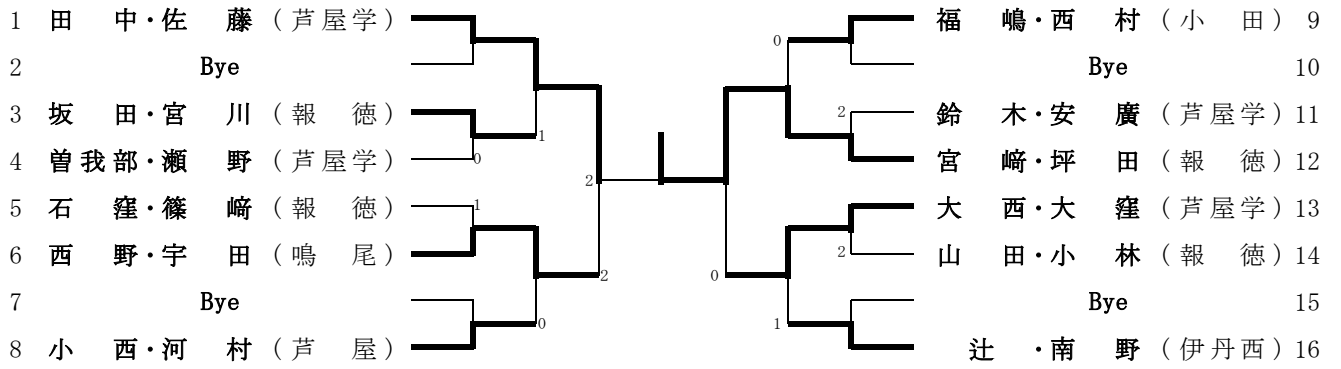 1 田 中・佐 藤 (芦屋学)
2 Bye
3 坂 田・宮 川 (報 徳)
4 曽我部・瀬 野 (芦屋学)
5 石 窪・篠 﨑 (報 徳)
6 西 野・宇 田 (鳴 尾)
7 Bye
8 小 西・河 村 (芦 屋)
1
0
1
2
2
0
0
2
2
0
1
福 嶋・西 村 (小 田) 9
Bye 10
鈴 木・安 廣 (芦屋学) 11
宮 﨑・坪 田 (報 徳) 12
大 西・大 窪 (芦屋学) 13
山 田・小 林 (報 徳) 14
Bye 15
辻 ・南 野 (伊丹西) 16